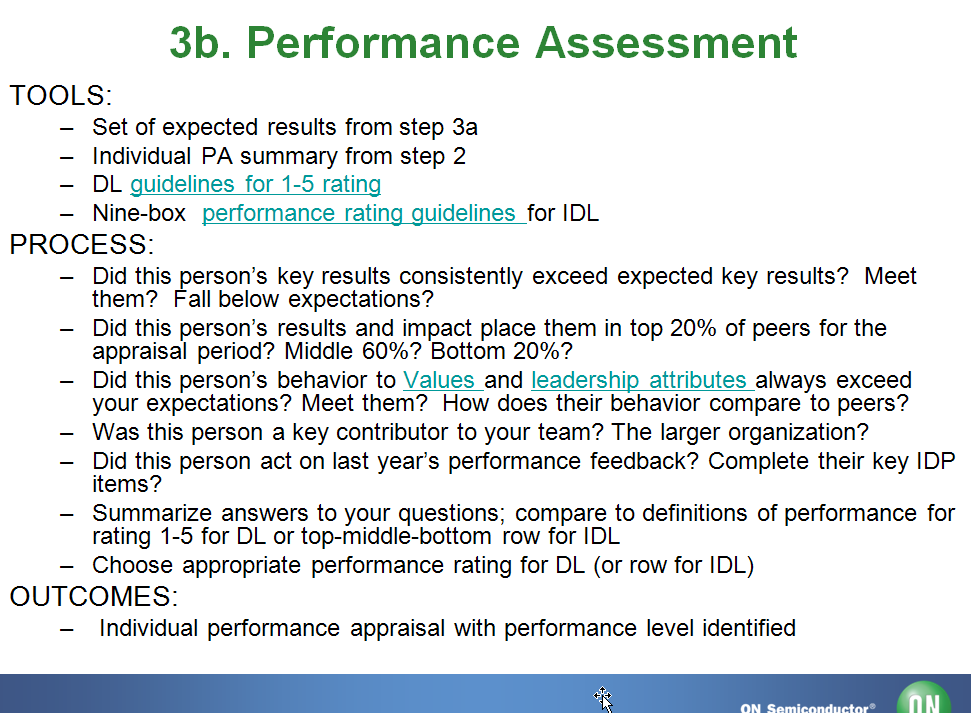 3b. Performance Assessment
TOOLS:
– Set of expected results from step 3a
– Individual PA summary from step 2
– DL guidelines for 1-5 rating
– Nine-box performance rating guidelines for IDL
PROCESS:
– Did this person’s key results consistently exceed expected key results? Meet
them? Fall below expectations?
– Did this person’s results and impact place them in top 20% of peers for the
appraisal period? Middle 60%? Bottom 20%?
– Did this person’s behavior to Values and leadership attributes always exceed
your expectations? Meet them? How does their behavior compare to peers?
– Was this person a key contributor to your team? The larger organization?
– Did this person act on last year’s performance feedback? Complete their key IDP
items?
– Summarize answers to your questions; compare to definitions of performance for
rating 1-5 for DL or top-middle-bottom row for IDL
– Choose appropriate performance rating for DL (or row for IDL)
OUTCOMES:
– Individual performance appraisal with performance level identified
ON Semiconductor®
ON